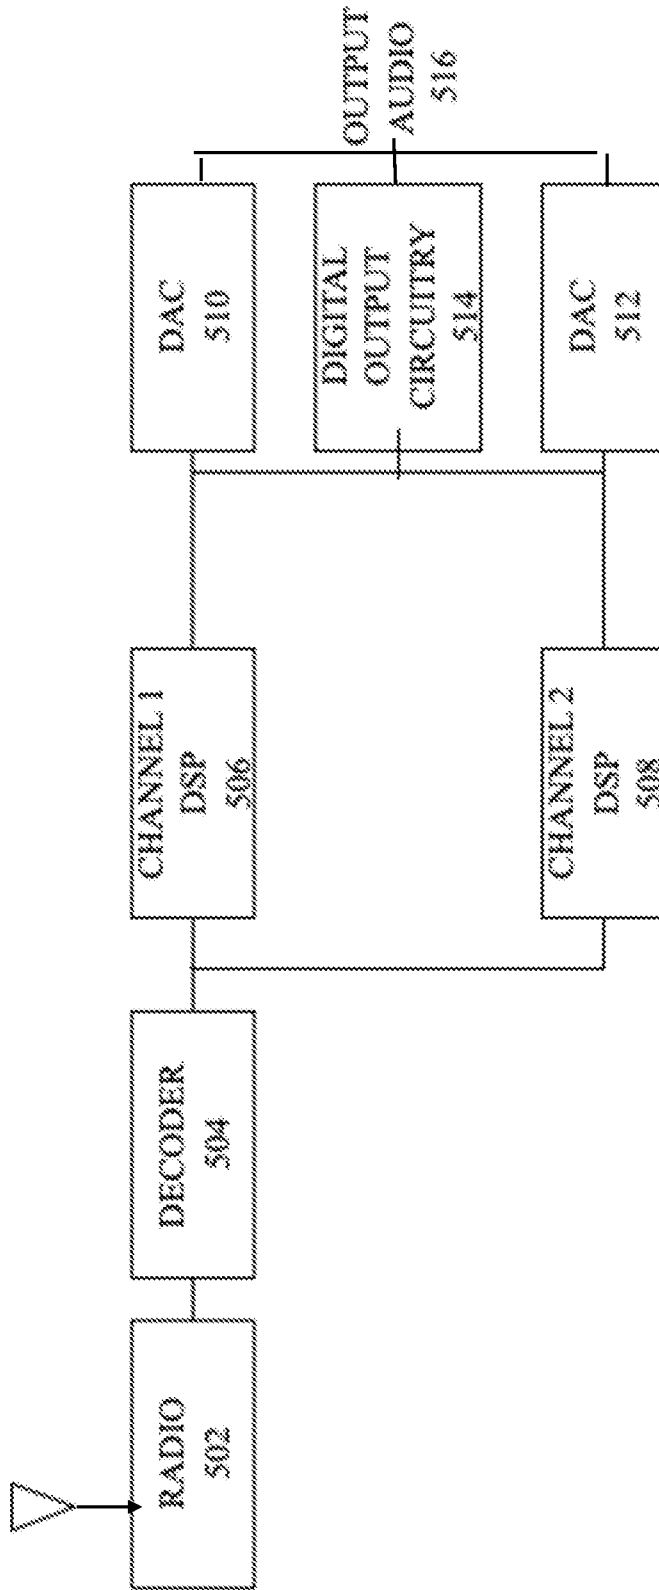 RADIO
502
DECODER
504
CHANNEL 1
DSP
506
CHANNEL 2
DSP
508
DAC
510
DIGITAL
OUTPUT
CIRCUITRY
514
DAC
512
OUTPUT
AUDIO
516